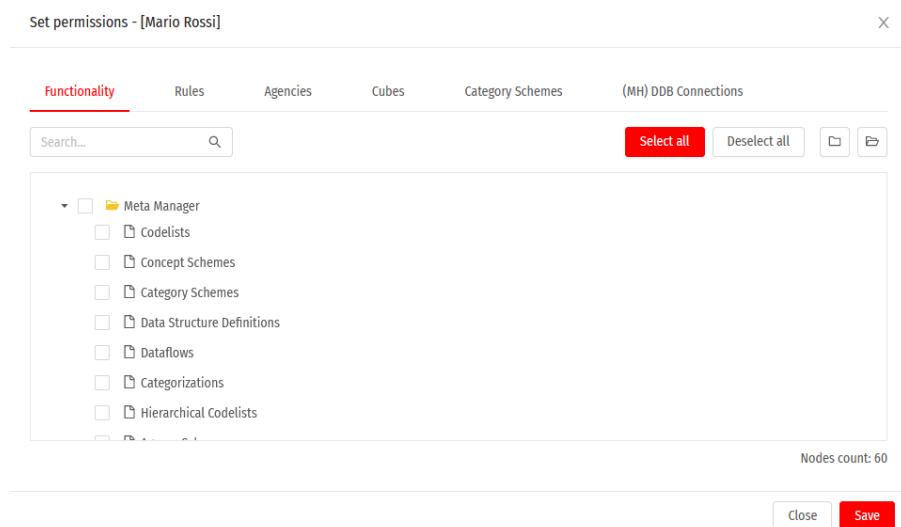 Set permissions - [Mario Rossi]
Functionality Rules Agencies Cubes Category Schemes (MH) DDB Connections
Search... Select all Deselect all
Meta Manager
Codelists
Concept Schemes
Category Schemes
Data Structure Definitions
Dataflows
Categorizations
Hierarchical Codelists
Nodes count: 60
Close Save